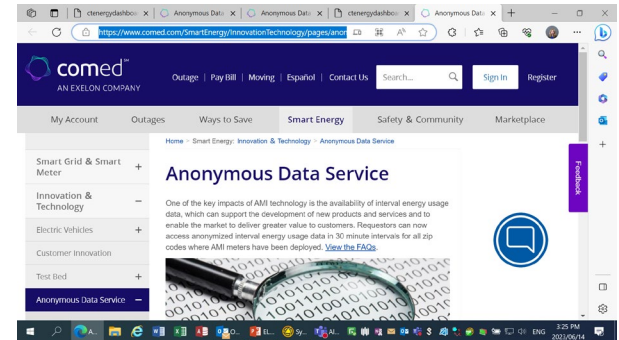 ctenergydashboa
Anonymous Data
Anonymous Data
ctenergydashboa
Anonymous Data
https://www.comed.com/SmartEnergy/InnovationTechnology/pages/anon
comed℠
AN EXELON COMPANY
Outage | Pay Bill | Moving | Español | Contact Us
Search...
Sign In
Register
My Account
Outages
Ways to Save
Smart Energy
Safety & Community
Marketplace
Home > Smart Energy: Innovation & Technology > Anonymous Data Service
Smart Grid & Smart
Meter
Innovation &
Technology
Electric Vehicles
Customer Innovation
Test Bed
Anonymous Data Service
Anonymous Data Service
One of the key impacts of AMI technology is the availability of interval energy usage
data, which can support the development of new products and services and to
enable the market to deliver greater value to customers. Requestors can now
access anonymized interval energy usage data in 30 minute intervals for all zip
codes where AMI meters have been deployed. View the FAQs.
Feedback
A...
O...
EL...
Sy...
AL...
ENG
3:25 PM
2023/06/14